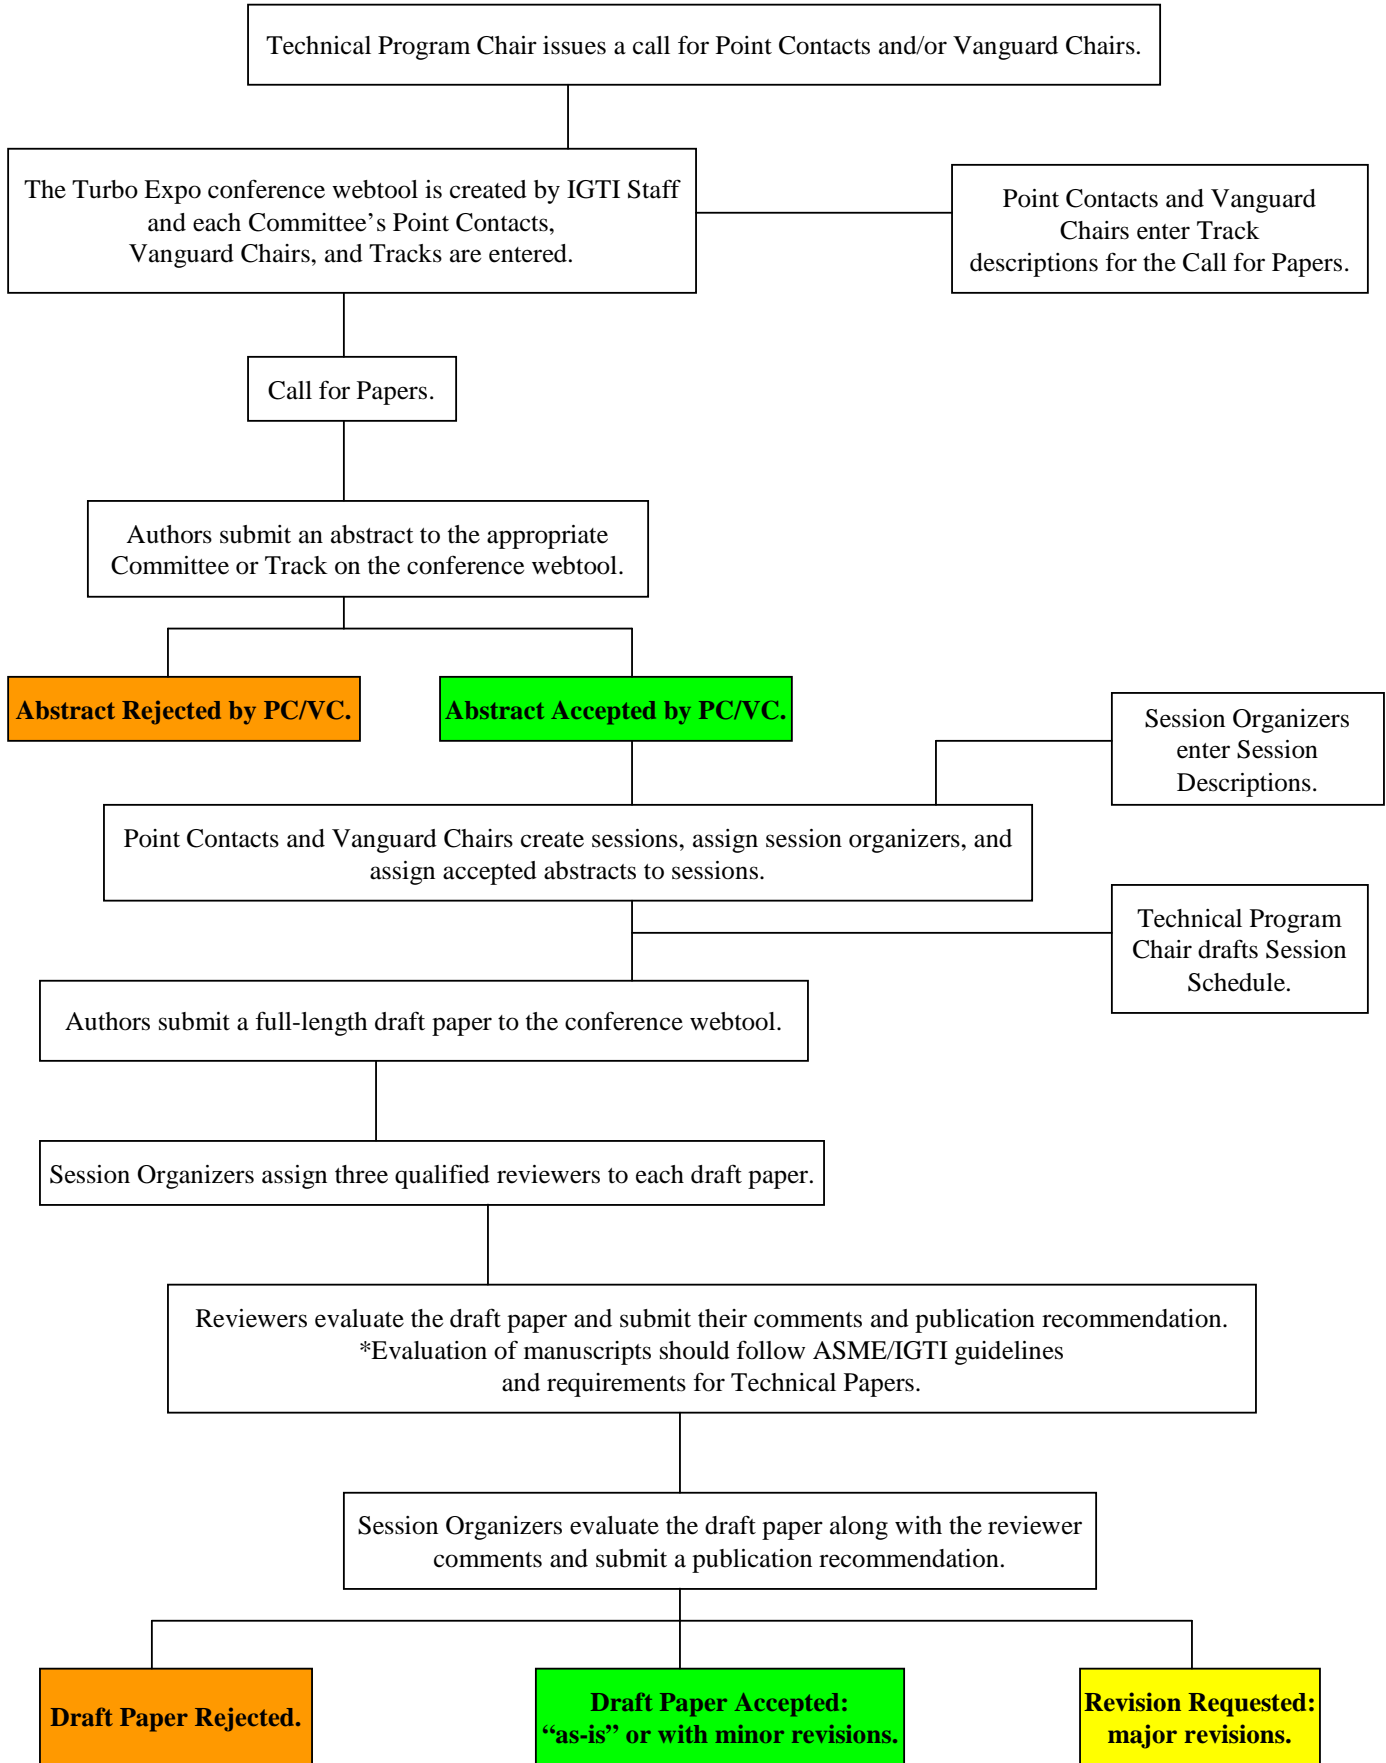 Technical Program Chair issues a call for Point Contacts and/or Vanguard Chairs.
The Turbo Expo conference webtool is created by IGTI Staff
and each Committee’s Point Contacts,
Vanguard Chairs, and Tracks are entered.
Point Contacts and Vanguard
Chairs enter Track
descriptions for the Call for Papers.
Call for Papers.
Authors submit an abstract to the appropriate
Committee or Track on the conference webtool.
Abstract Rejected by PC/VC.
Abstract Accepted by PC/VC.
Session Organizers
enter Session
Descriptions.
Point Contacts and Vanguard Chairs create sessions, assign session organizers, and
assign accepted abstracts to sessions.
Technical Program
Chair drafts Session
Schedule.
Authors submit a full-length draft paper to the conference webtool.
Session Organizers assign three qualified reviewers to each draft paper.
Reviewers evaluate the draft paper and submit their comments and publication recommendation.
*Evaluation of manuscripts should follow ASME/IGTI guidelines
and requirements for Technical Papers.
Session Organizers evaluate the draft paper along with the reviewer
comments and submit a publication recommendation.
Draft Paper Rejected.
Draft Paper Accepted:
“as-is” or with minor revisions.
Revision Requested:
major revisions.